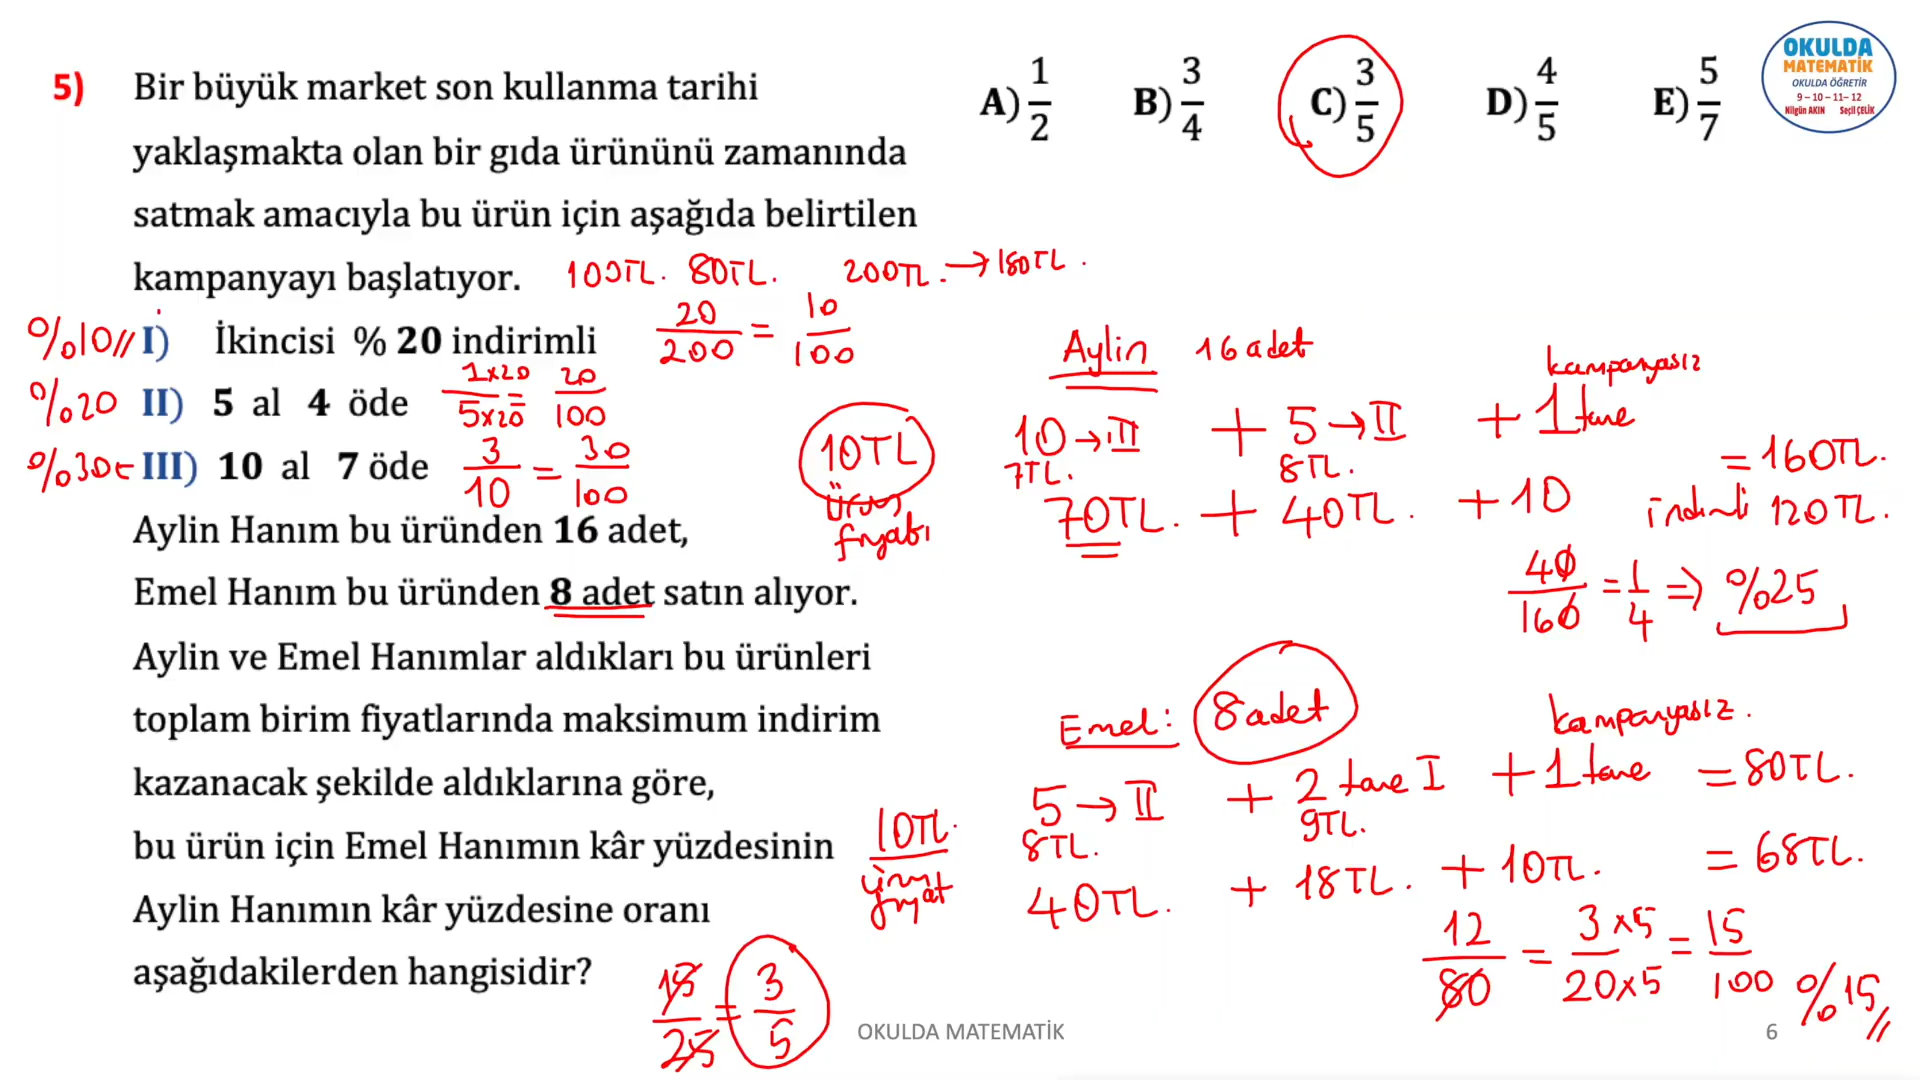 5) Bir büyük market son kullanma tarihi
yaklaşmakta olan bir gıda ürününü zamanında
satmak amacıyla bu ürün için aşağıda belirtilen
kampanyayı başlatıyor. 100TL. 80TL. 200TL. → 180TL.
%10 // I) İkincisi % 20 indirimli 20/200 = 10/100
%20 II) 5 al 4 öde 1x20/5x20 = 20/100
%30 ← III) 10 al 7 öde 3/10 = 30/100
Aylin Hanım bu üründen 16 adet,
Emel Hanım bu üründen 8 adet satın alıyor.
Aylin ve Emel Hanımlar aldıkları bu ürünleri
toplam birim fiyatlarında maksimum indirim
kazanacak şekilde aldıklarına göre,
bu ürün için Emel Hanımın kâr yüzdesinin
Aylin Hanımın kâr yüzdesine oranı
aşağıdakilerden hangisidir?
15/25 = 3/5
A) 1/2 B) 3/4 C) 3/5 D) 4/5 E) 5/7
OKULDA
MATEMATİK
OKULDA ÖĞRETİR
9 – 10 – 11– 12
Nilgün AKIN Seçil ÇELİK
Aylin 16 adet
kampanyasız
10 → III + 5 → II + 1 tane = 160TL.
7TL. 8TL.
10TL
ürün
fiyatı
70TL. + 40TL. + 10 indirimli 120TL.
40/160 = 1/4 ⇒ %25
Emel: 8 adet
kampanyasız.
5 → II + 2 tane I + 1 tane = 80TL.
8TL. 9TL.
10TL.
ürün
fiyat
40TL. + 18TL. + 10TL. = 68TL.
12/80 = 3x5/20x5 = 15/100 %15 //
OKULDA MATEMATİK
6